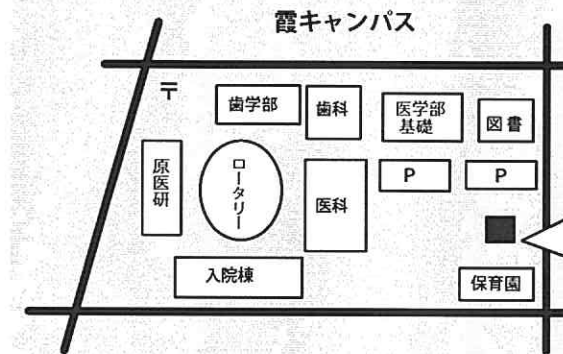 霞キャンパス
〒
歯学部
歯科
医学部
基礎
図書
原医研
ロータリー
医科
P
P
入院棟
保育園